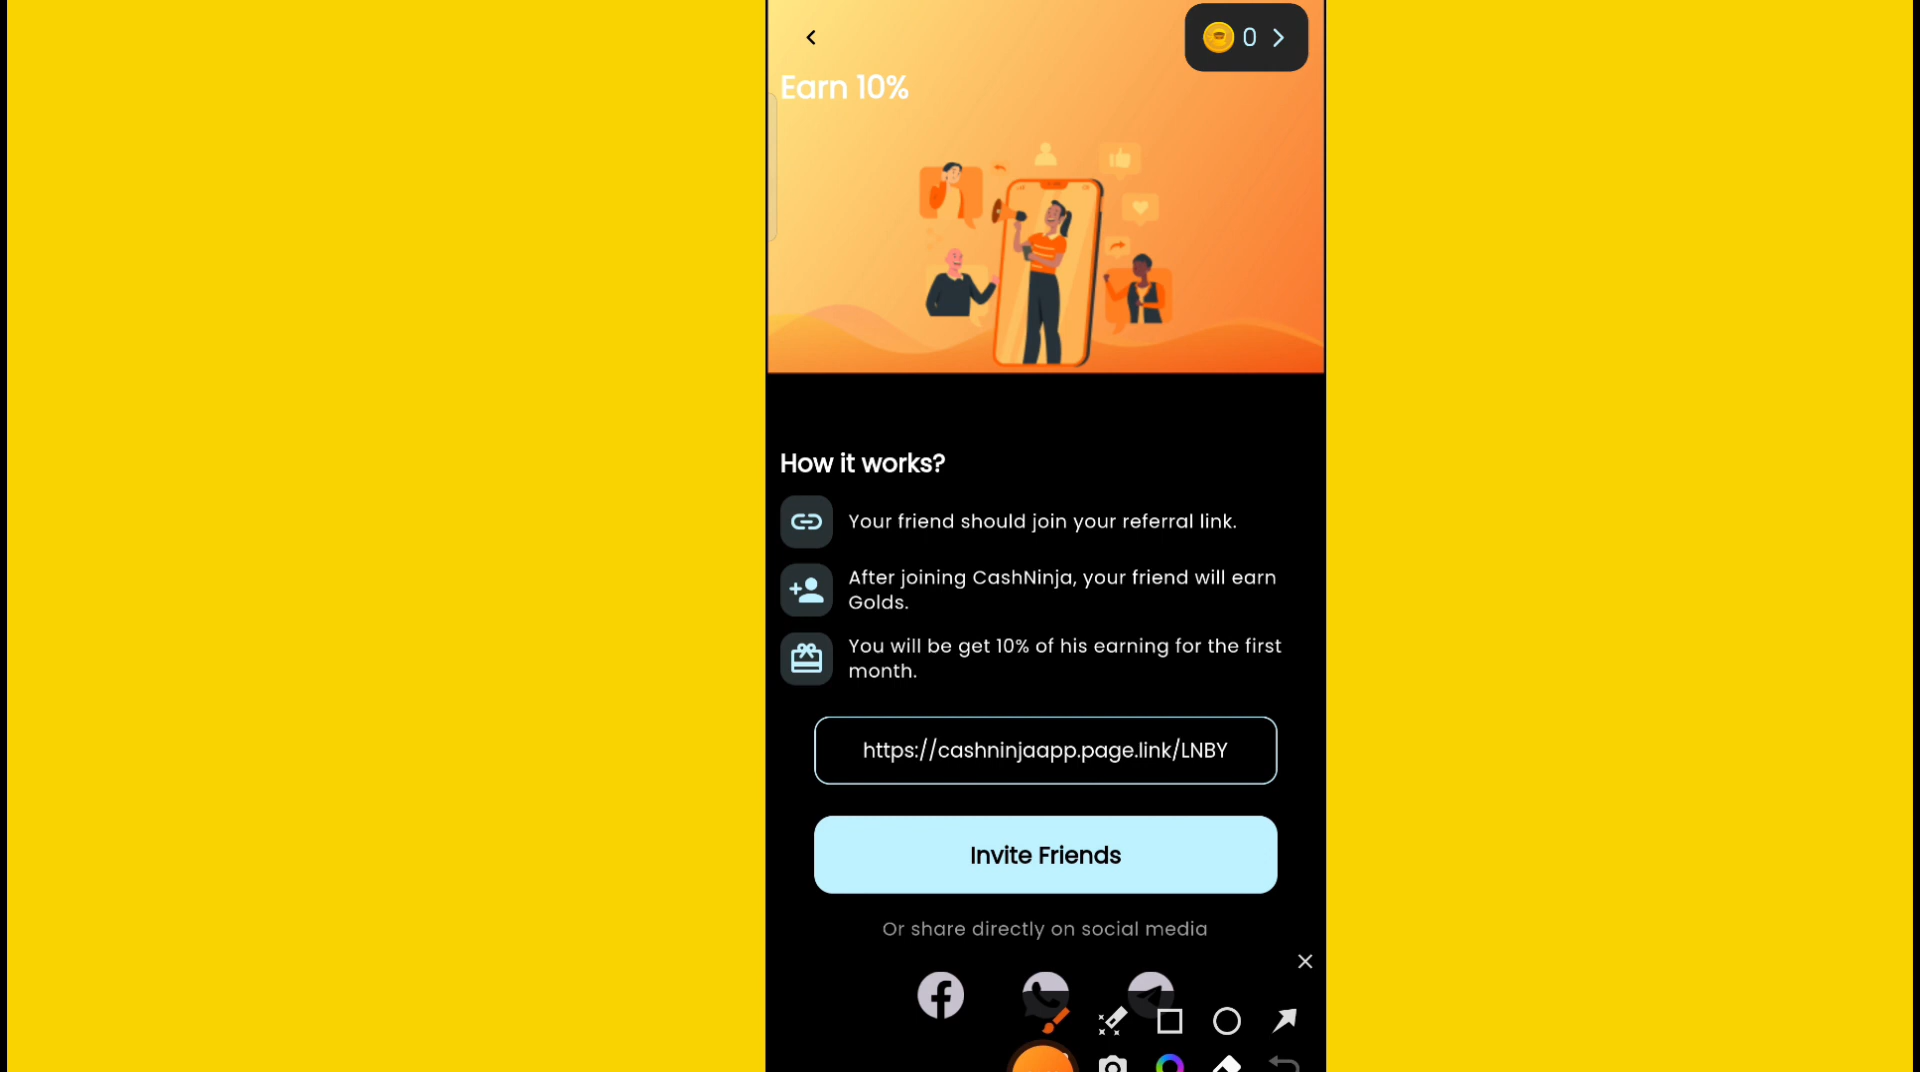 0
Earn 10%
How it works?
Your friend should join your referral link.
After joining CashNinja, your friend will earn
Golds.
You will be get 10% of his earning for the first
month.
https://cashninjaapp.page.link/LNBY
Invite Friends
Or share directly on social media